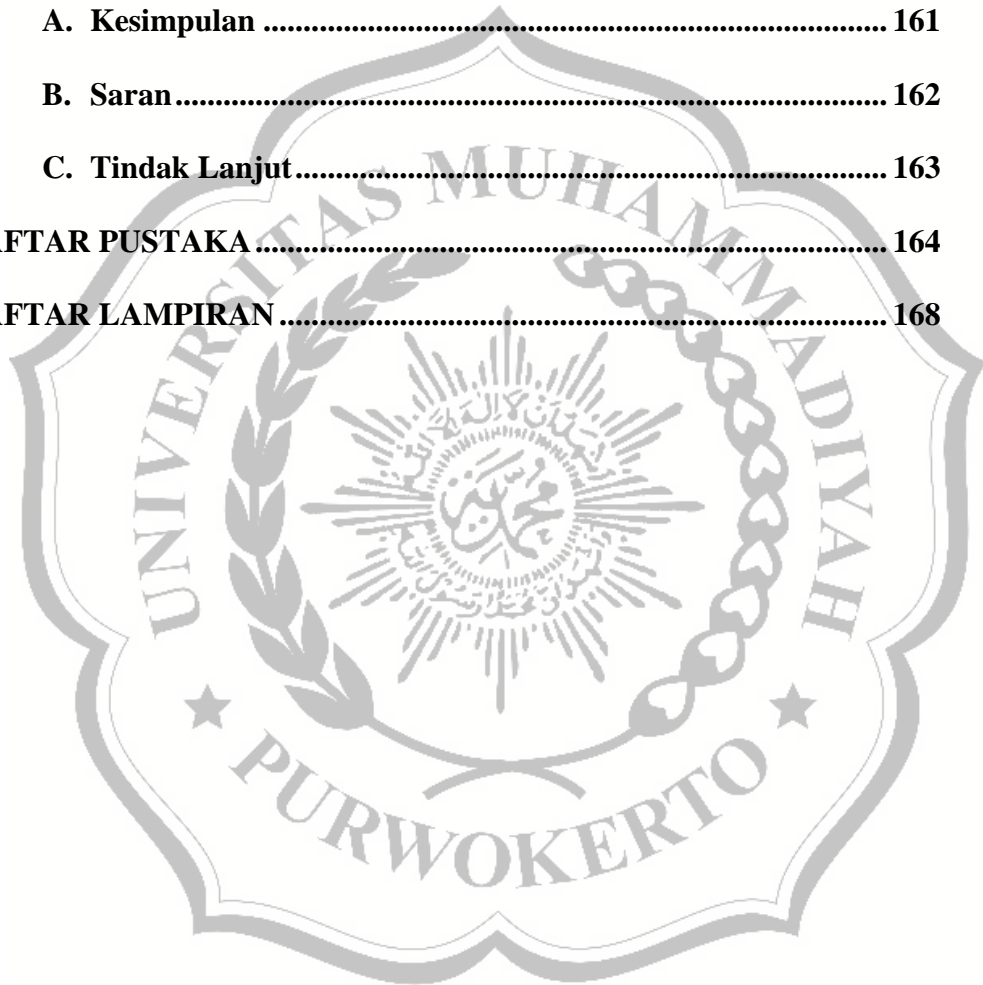 A. Kesimpulan ............................................................................. 161
B. Saran ........................................................................................ 162
C. Tindak Lanjut ......................................................................... 163
AFTAR PUSTAKA .............................................................................. 164
AFTAR LAMPIRAN ........................................................................... 168
UNIVERSITAS MUHAMMADIYAH
PURWOKERTO